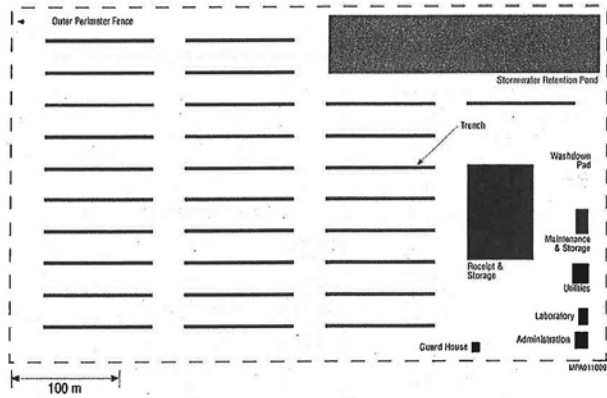 Outer Perimeter Fence
Stormwater Retention Pond
Trench
Washdown
Pad
Maintenance
& Storage
Receipt &
Storage
Utilities
Laboratory
Administration
Guard House
MPA011009
100 m